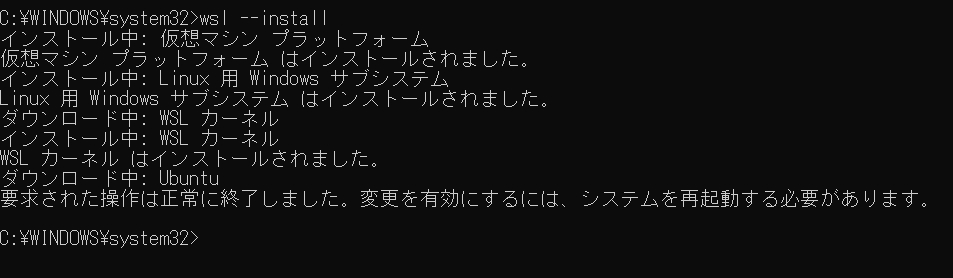 C:¥WINDOWS¥system32>wsl --install
インストール中: 仮想マシン プラットフォーム
仮想マシン プラットフォーム はインストールされました。
インストール中: Linux 用 Windows サブシステム
Linux 用 Windows サブシステム はインストールされました。
ダウンロード中: WSL カーネル
インストール中: WSL カーネル
WSL カーネル はインストールされました。
ダウンロード中: Ubuntu
要求された操作は正常に終了しました。変更を有効にするには、システムを再起動する必要があります。
C:¥WINDOWS¥system32>